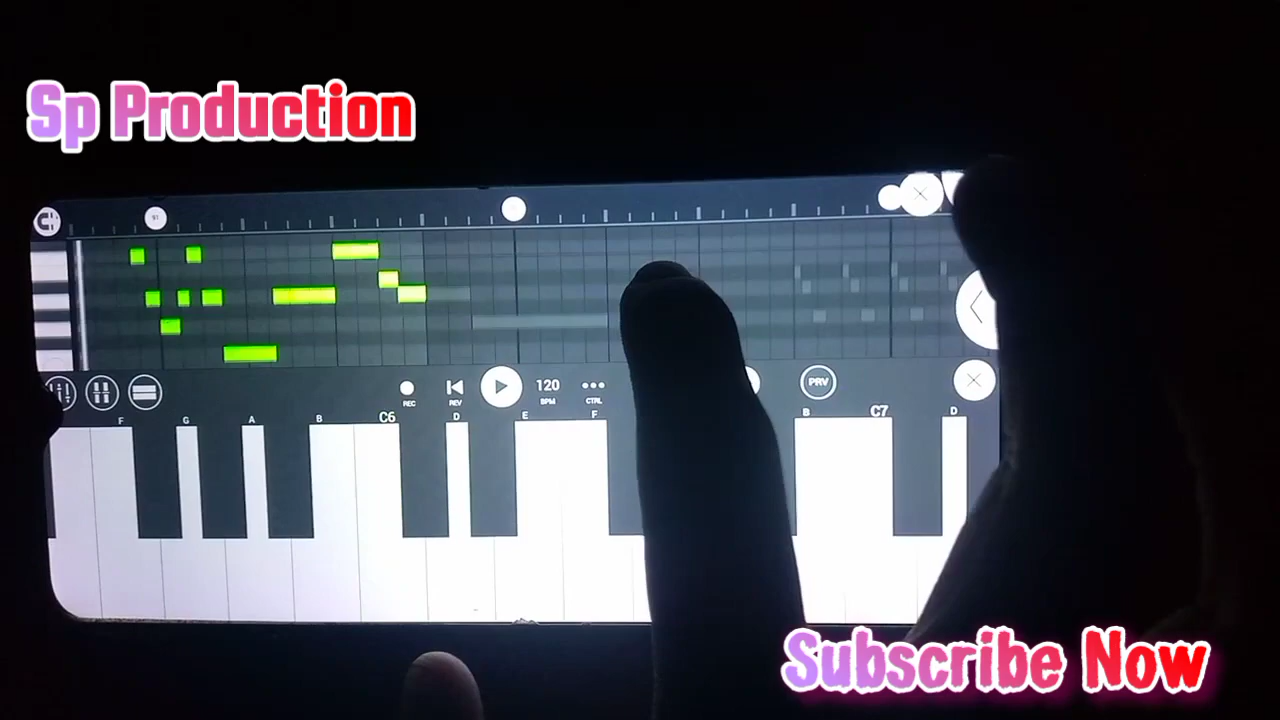 Sp Production
120
PRV
REC
REV
BPM
CTRL
F G A B C6 D E F B C7 D
Subscribe Now